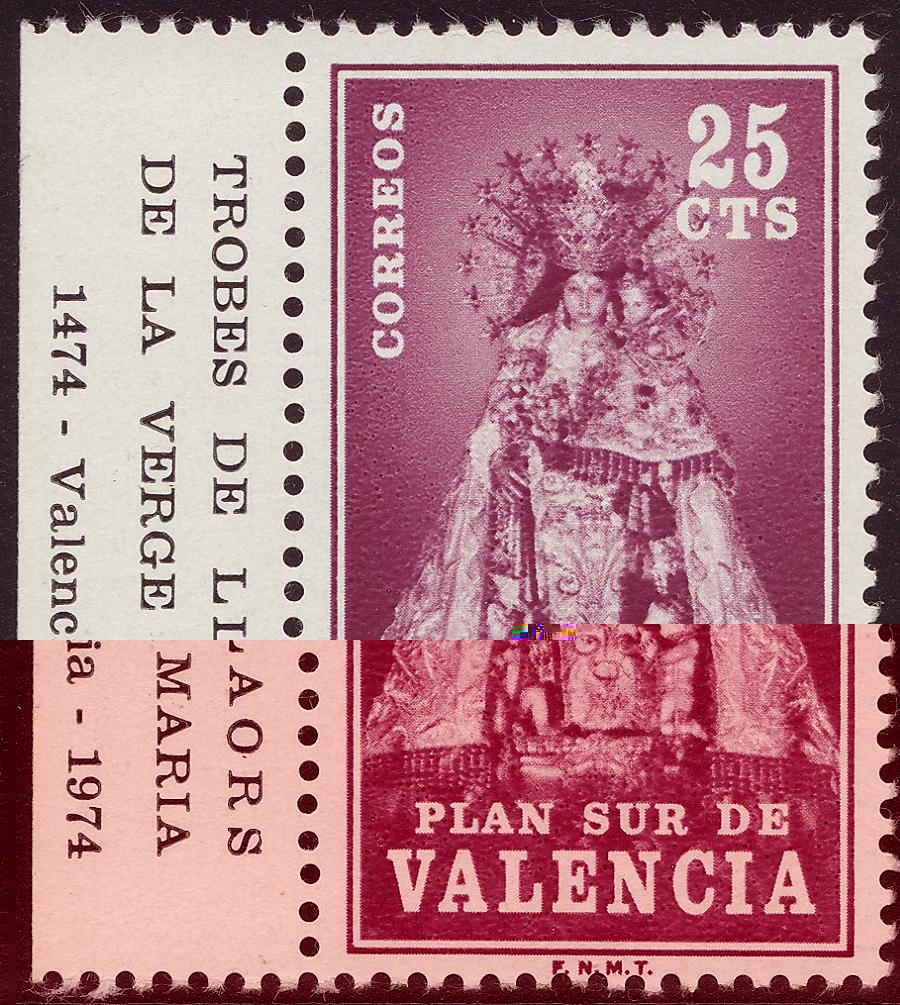 TROBES DE LLAORS
DE LA VERGE MARIA
1474 - Valencia - 1974
CORREOS
25
CTS
PLAN SUR DE
VALENCIA
F. N. M. T.